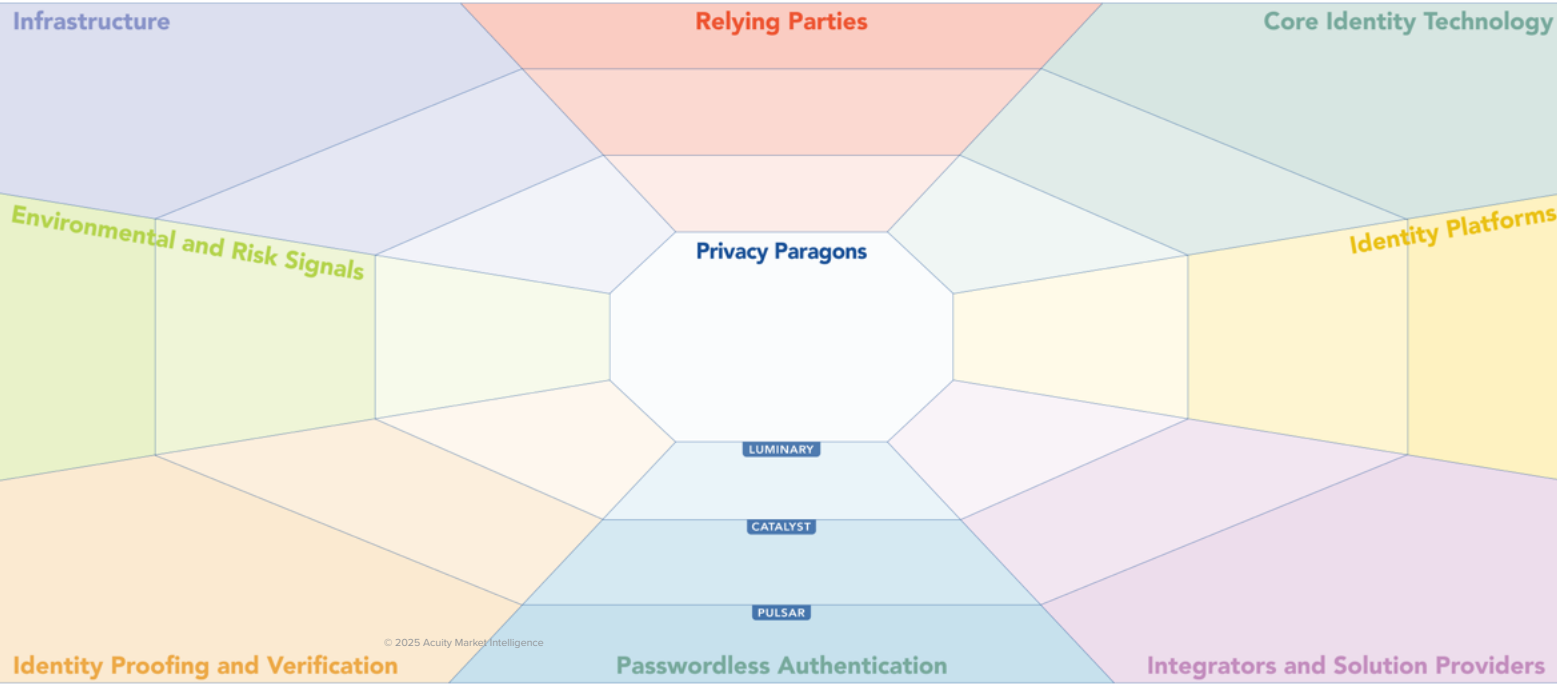 Infrastructure
Relying Parties
Core Identity Technology
Environmental and Risk Signals
Identity Platforms
Privacy Paragons
LUMINARY
CATALYST
PULSAR
© 2025 Acuity Market Intelligence
Identity Proofing and Verification
Passwordless Authentication
Integrators and Solution Providers